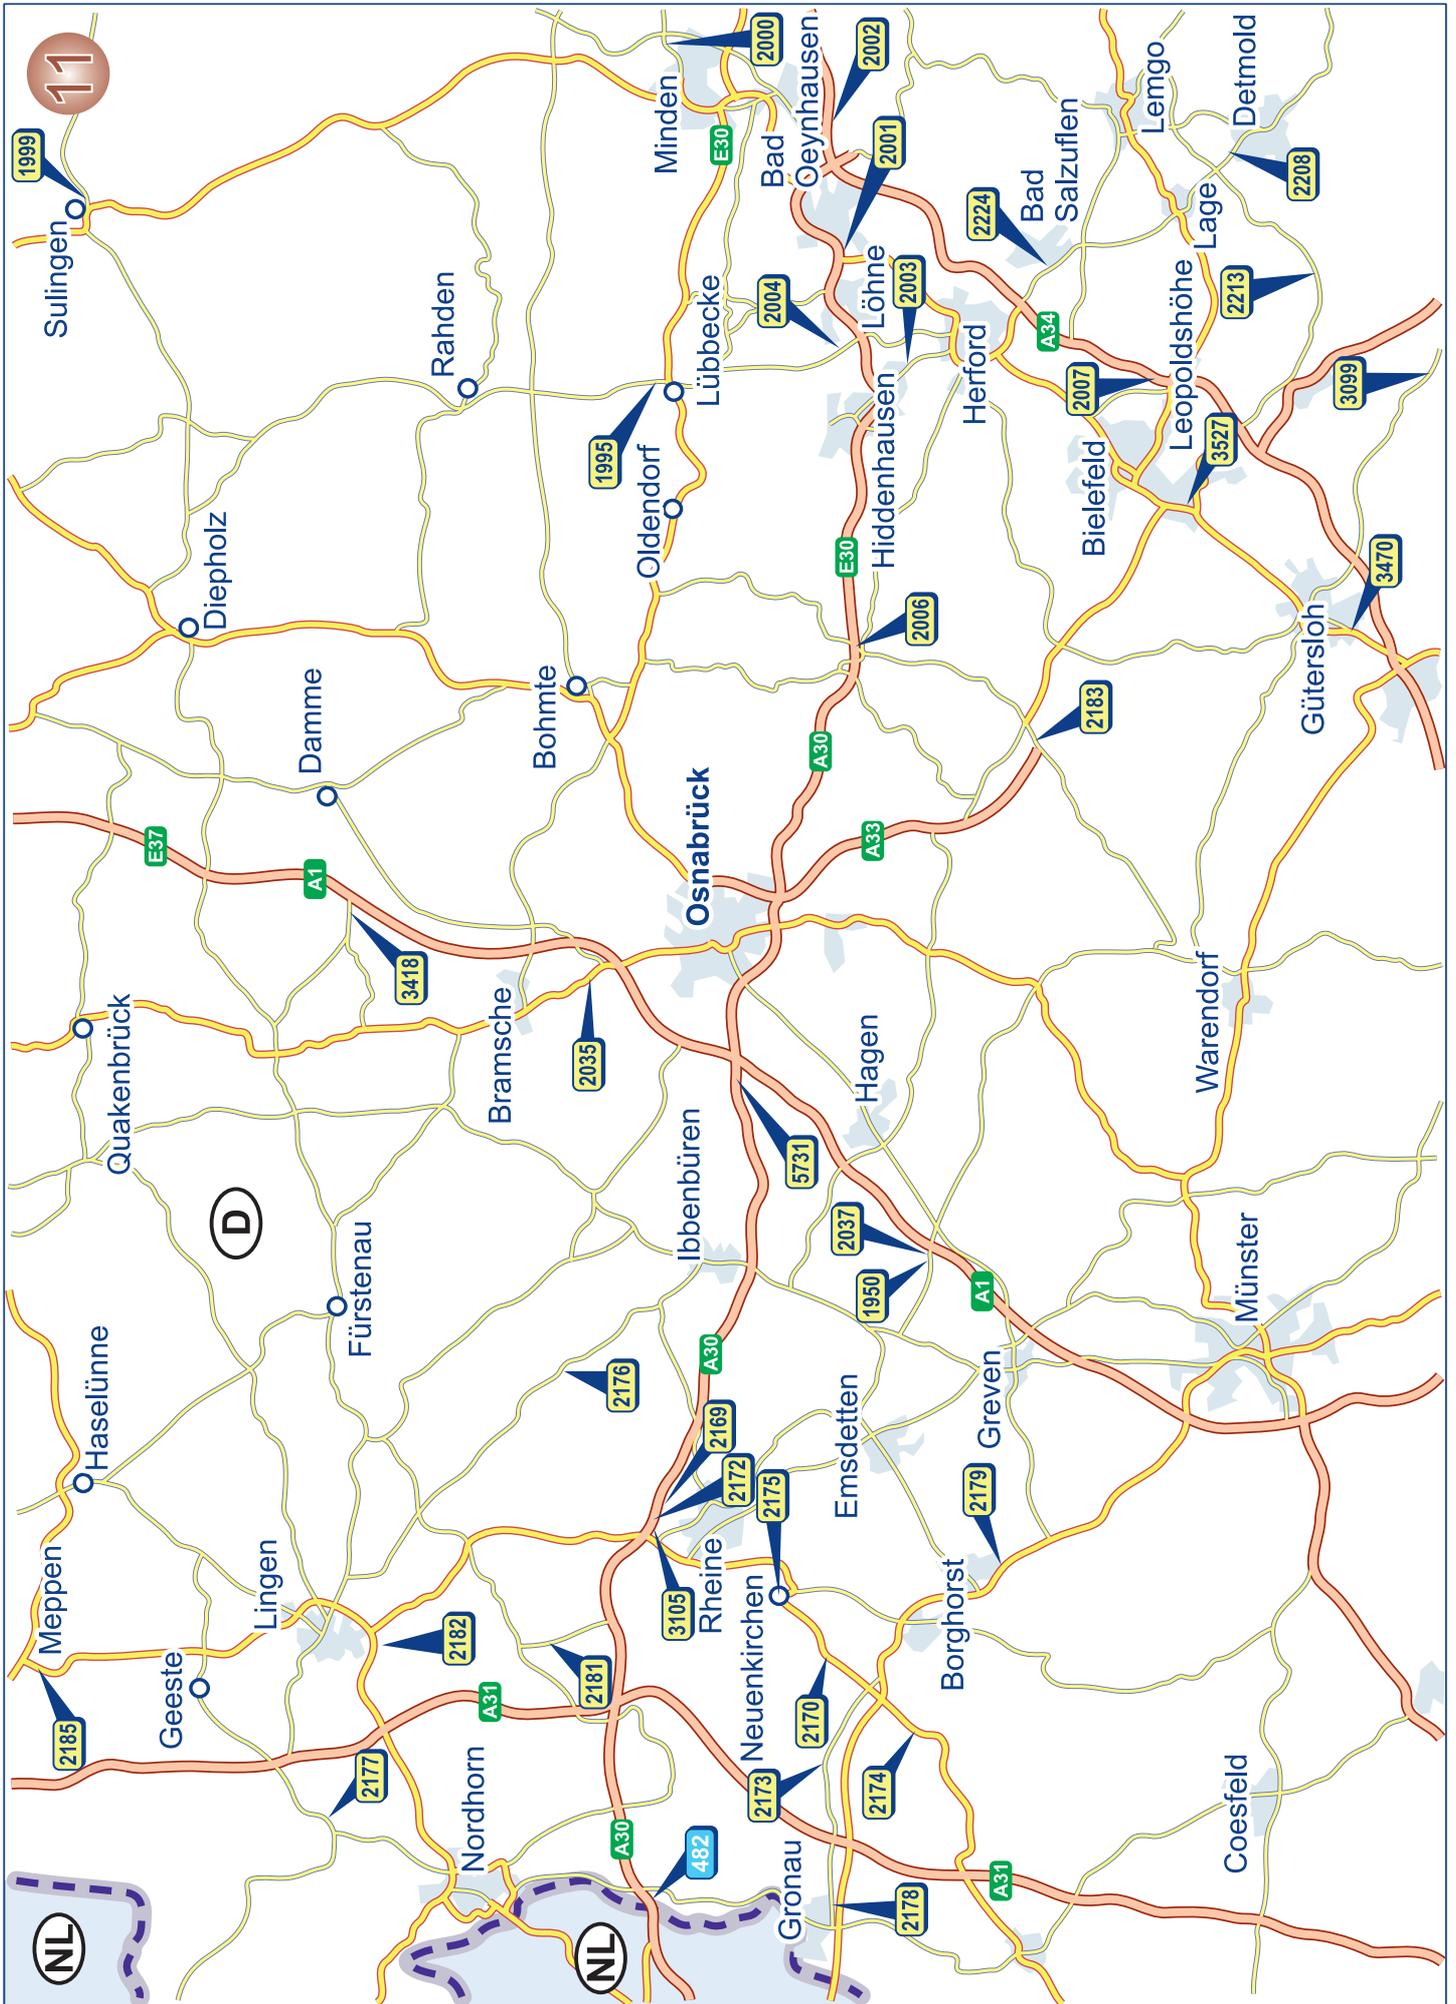 11
NL
2185
Meppen
Haselünne
Quakenbrück
E37
Sulingen
1999
Geeste
Lingen
D
Diepholz
2177
Fürstenau
A1
Damme
2182
3418
Rahden
Nordhorn
A31
2181
2176
Bramsche
2035
Bohmte
1995
NL
A30
482
3105
Rheine
2169
2172
2175
A30
Ibbenbüren
Osnabrück
Oldendorf
Lübbecke
Minden
2000
E30
Gronau
2173
Neuenkirchen
2170
5731
A30
E30
2004
Bad
Oeynhausen
2178
2174
Emsdetten
1950
2037
Hagen
A33
2006
Hiddenhausen
2003
Löhne
2001
2002
A31
Borghorst
2179
Greven
A1
Herford
2224
Bad
Salzuflen
A34
2183
Bielefeld
2007
Leopoldshöhe
Lage
Lemgo
Coesfeld
Münster
Warendorf
3527
2213
Detmold
2208
Gütersloh
3470
3099